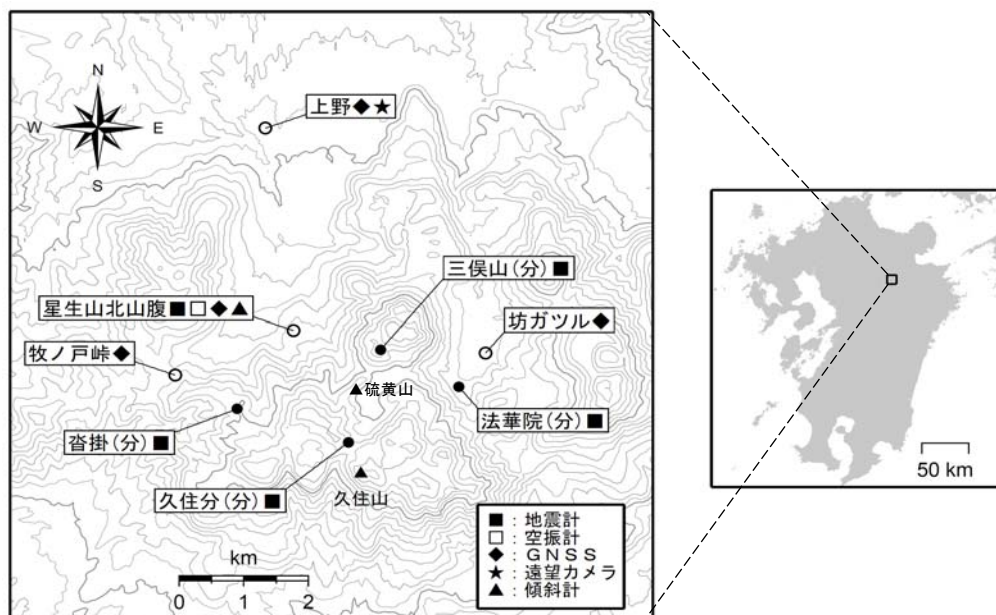 N
W
E
S
上野◆★
三俣山(分)■
星生山北山腹■□◆▲
坊ガツル◆
牧ノ戸峠◆
硫黄山
法華院(分)■
沓掛(分)■
久住分(分)■
久住山
km
0 1 2
■:地震計
□:空振計
◆:GNSS
★:遠望カメラ
▲:傾斜計
50 km